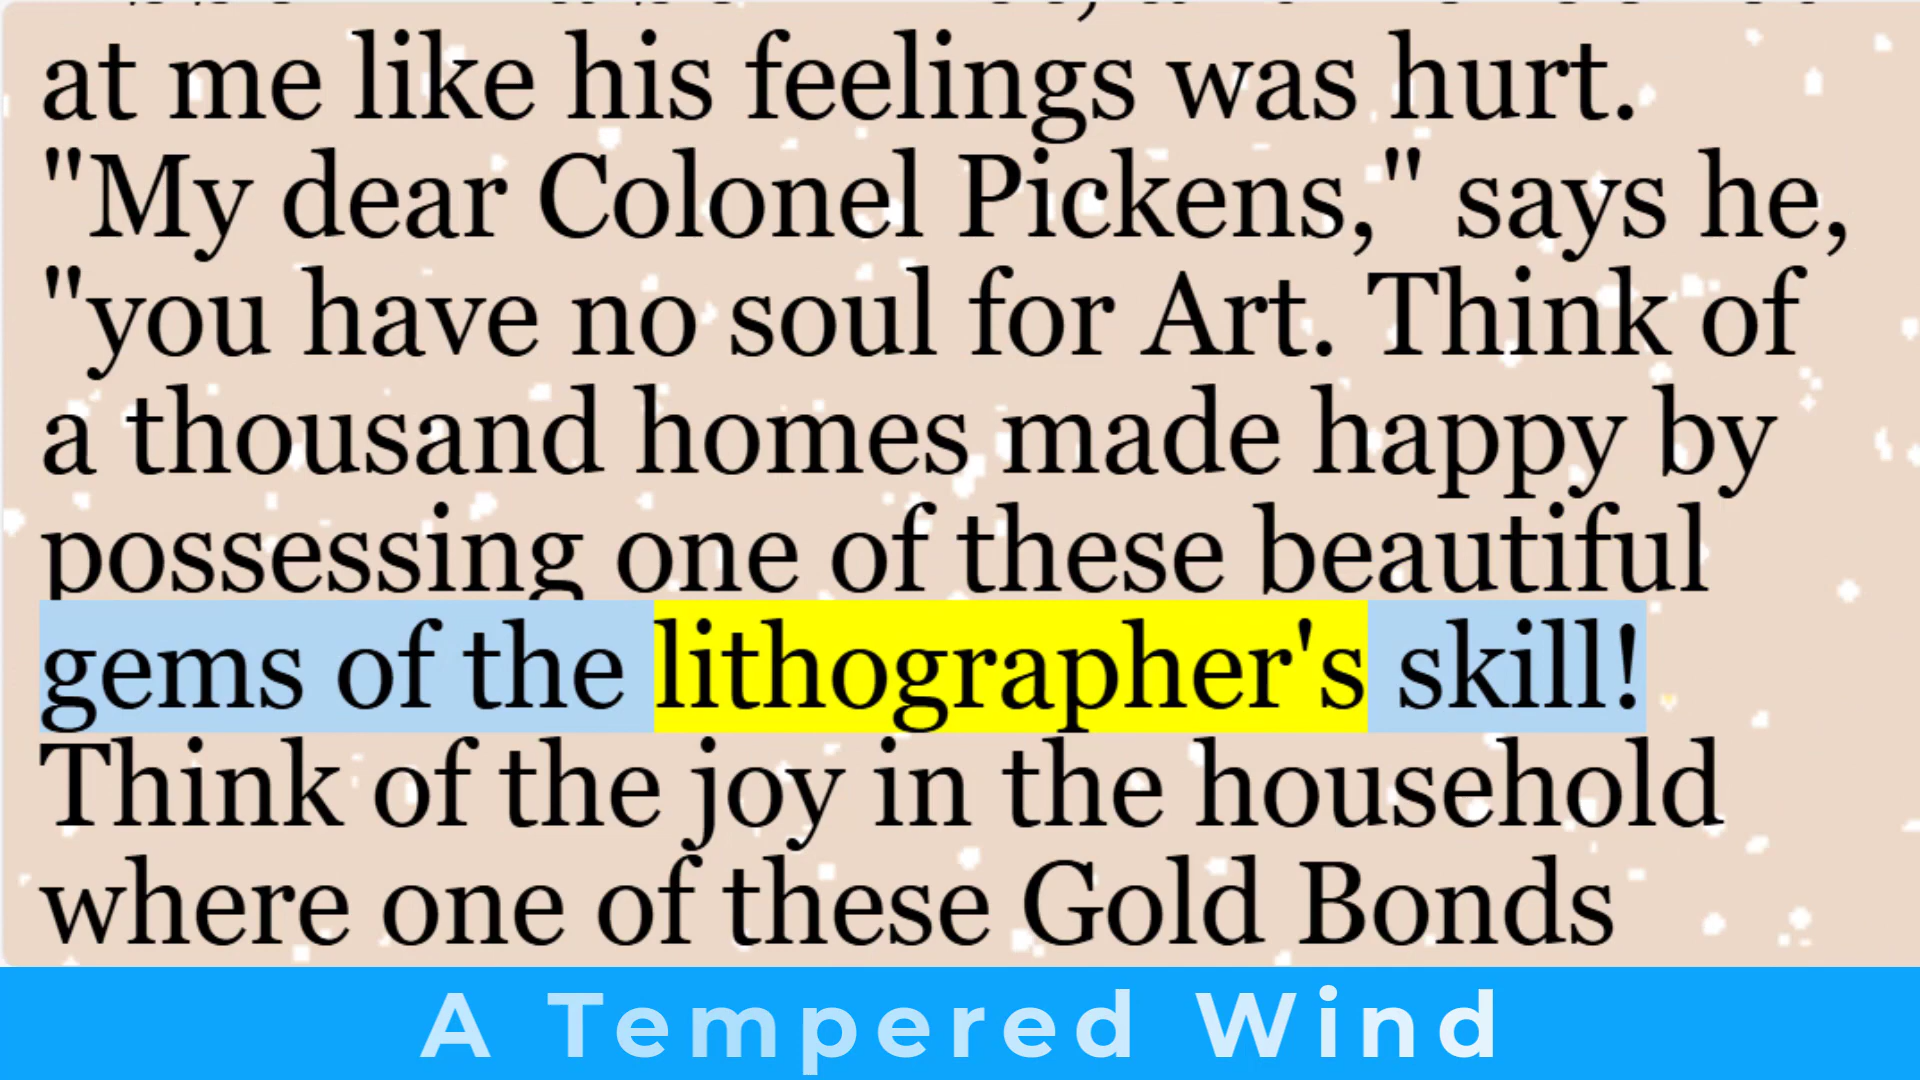 at me like his feelings was hurt.
"My dear Colonel Pickens," says he,
"you have no soul for Art. Think of
a thousand homes made happy by
possessing one of these beautiful
gems of the lithographer's skill!
Think of the joy in the household
where one of these Gold Bonds
A Tempered Wind